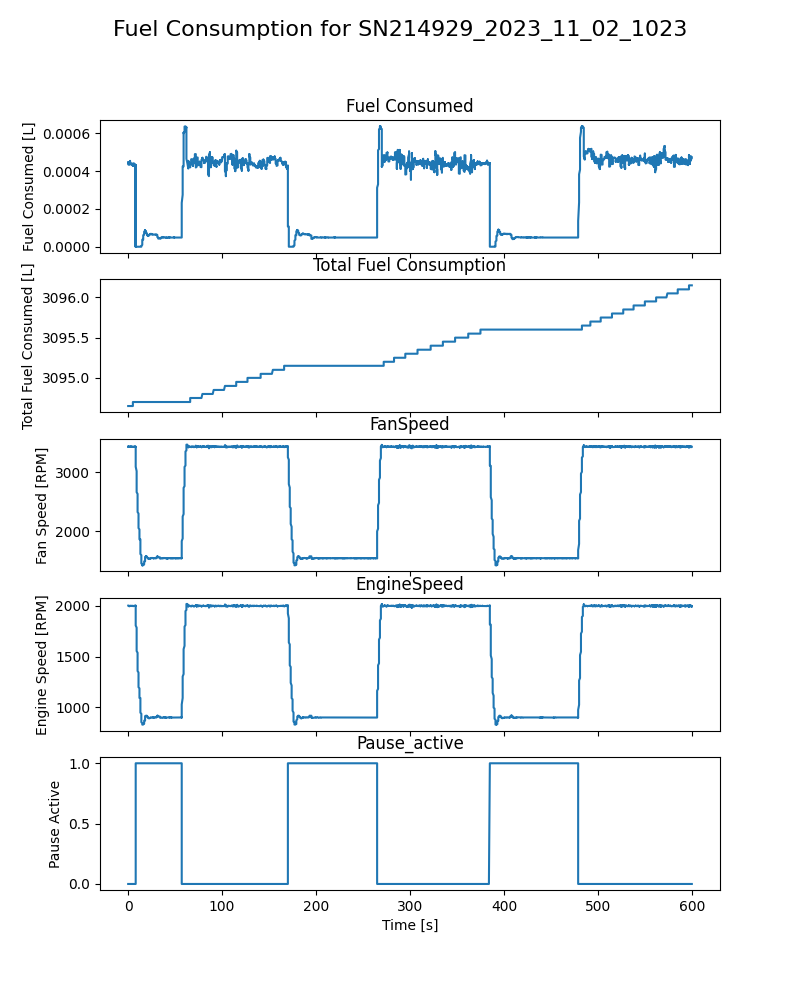 Fuel Consumption for SN214929_2023_11_02_1023
Fuel Consumed
Fuel Consumed [L]
0.0006
0.0004
0.0002
0.0000
Total Fuel Consumption
Total Fuel Consumed [L]
3096.0
3095.5
3095.0
FanSpeed
Fan Speed [RPM]
3000
2000
EngineSpeed
Engine Speed [RPM]
2000
1500
1000
Pause_active
Pause Active
1.0
0.5
0.0
0 100 200 300 400 500 600
Time [s]